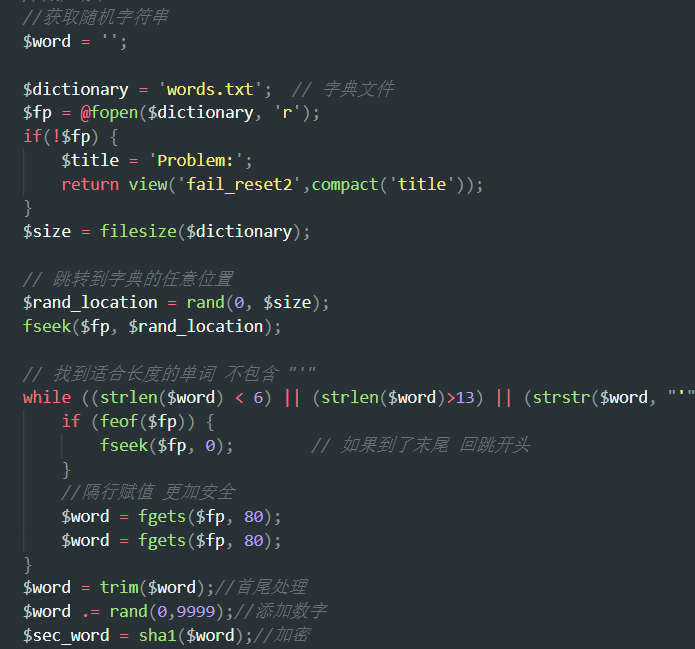 //获取随机字符串
$word = '';
$dictionary = 'words.txt';  // 字典文件
$fp = @fopen($dictionary, 'r');
if(!$fp) {
    $title = 'Problem:';
    return view('fail_reset2',compact('title'));
}
$size = filesize($dictionary);
// 跳转到字典的任意位置
$rand_location = rand(0, $size);
fseek($fp, $rand_location);
// 找到适合长度的单词 不包含 "'"
while ((strlen($word) < 6) || (strlen($word)>13) || (strstr($word, "'"
    if (feof($fp)) {
        fseek($fp, 0);        // 如果到了末尾 回跳开头
    }
    //隔行赋值 更加安全
    $word = fgets($fp, 80);
    $word = fgets($fp, 80);
}
$word = trim($word);//首尾处理
$word .= rand(0,9999);//添加数字
$sec_word = sha1($word);//加密